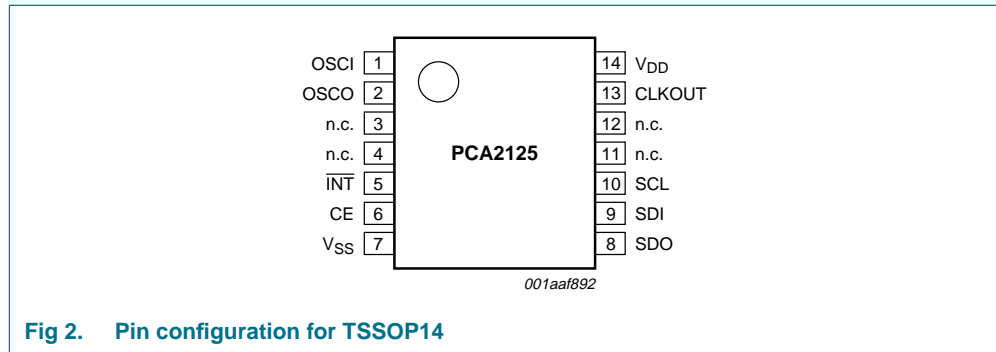 OSCI 1
OSCO 2
n.c. 3
n.c. 4
I̅N̅T̅ 5
CE 6
VSS 7
PCA2125
14 VDD
13 CLKOUT
12 n.c.
11 n.c.
10 SCL
9 SDI
8 SDO
001aaf892
Fig 2. Pin configuration for TSSOP14